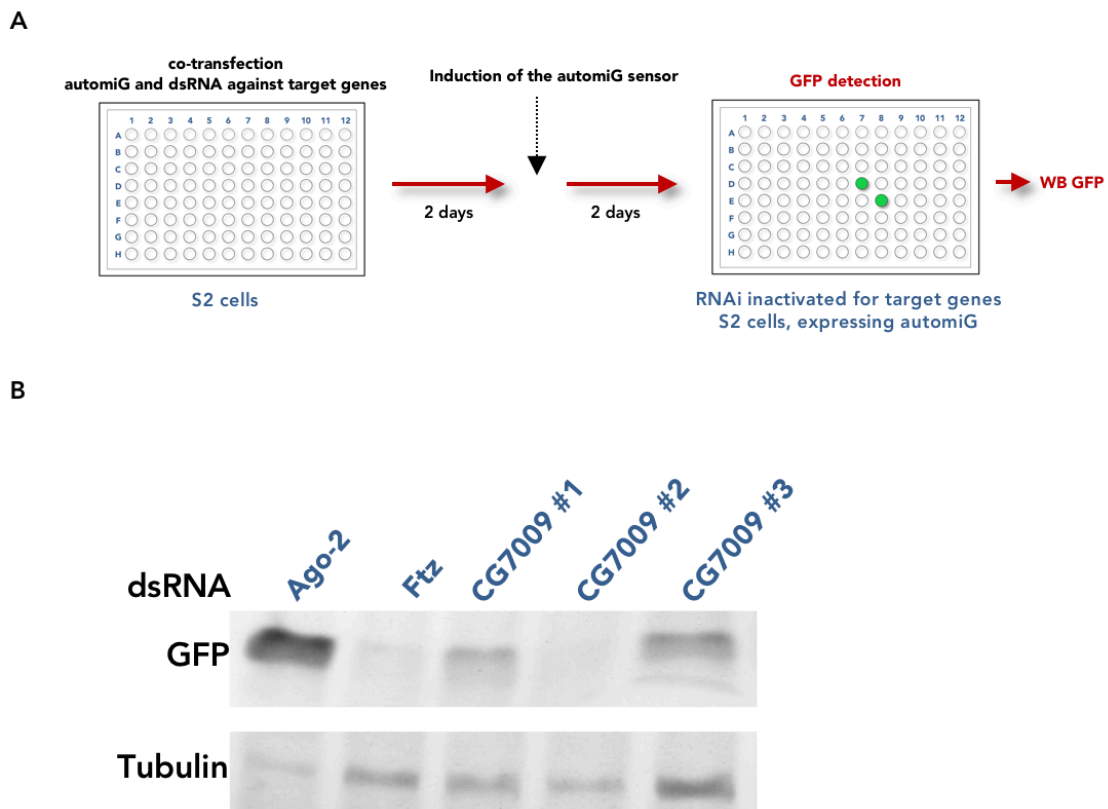 A
co-transfection
automiG and dsRNA against target genes
Induction of the automiG sensor
GFP detection
1 2 3 4 5 6 7 8 9 10 11 12
A
B
C
D
E
F
G
H
1 2 3 4 5 6 7 8 9 10 11 12
A
B
C
D
E
F
G
H
2 days
2 days
WB GFP
S2 cells
RNAi inactivated for target genes
S2 cells, expressing automiG
B
dsRNA
Ago-2
Ftz
CG7009 #1
CG7009 #2
CG7009 #3
GFP
Tubulin